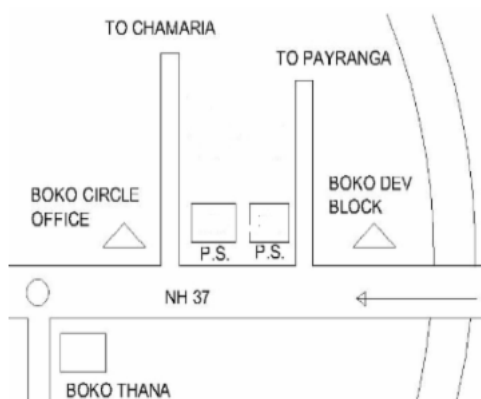 TO CHAMARIA
TO PAYRANGA
BOKO CIRCLE
OFFICE
BOKO DEV
BLOCK
P.S.
P.S.
NH 37
BOKO THANA